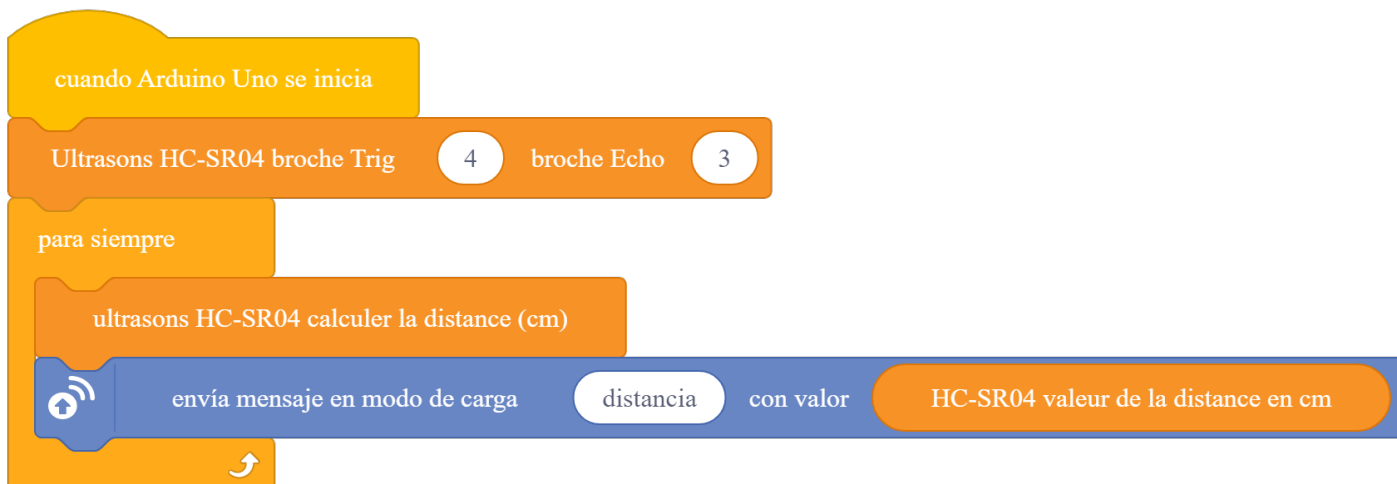 cuando Arduino Uno se inicia
Ultrasons HC-SR04 broche Trig 4 broche Echo 3
para siempre
ultrasons HC-SR04 calculer la distance (cm)
envía mensaje en modo de carga distancia con valor HC-SR04 valeur de la distance en cm